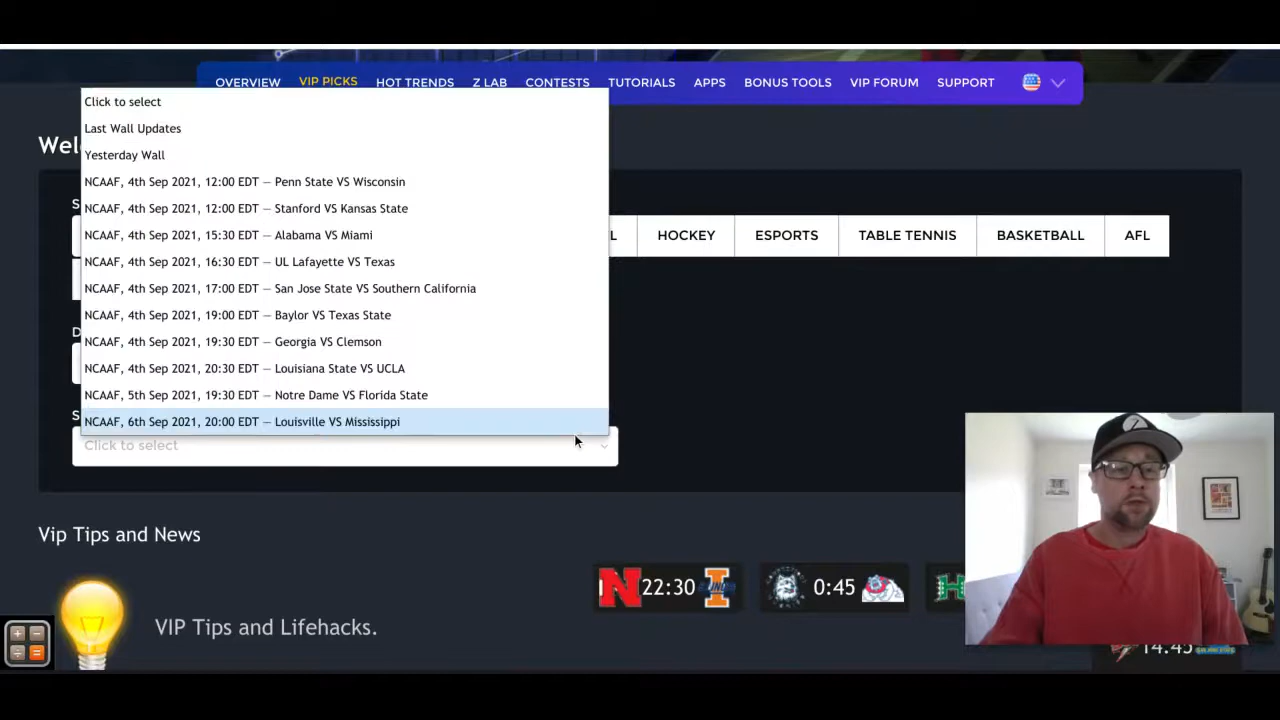 OVERVIEW VIP PICKS HOT TRENDS Z LAB CONTESTS TUTORIALS APPS BONUS TOOLS VIP FORUM SUPPORT
Click to select
Last Wall Updates
Wel
Yesterday Wall
NCAAF, 4th Sep 2021, 12:00 EDT — Penn State VS Wisconsin
S
NCAAF, 4th Sep 2021, 12:00 EDT — Stanford VS Kansas State
NCAAF, 4th Sep 2021, 15:30 EDT — Alabama VS Miami
L HOCKEY ESPORTS TABLE TENNIS BASKETBALL AFL
NCAAF, 4th Sep 2021, 16:30 EDT — UL Lafayette VS Texas
NCAAF, 4th Sep 2021, 17:00 EDT — San Jose State VS Southern California
NCAAF, 4th Sep 2021, 19:00 EDT — Baylor VS Texas State
D
NCAAF, 4th Sep 2021, 19:30 EDT — Georgia VS Clemson
NCAAF, 4th Sep 2021, 20:30 EDT — Louisiana State VS UCLA
NCAAF, 5th Sep 2021, 19:30 EDT — Notre Dame VS Florida State
S
NCAAF, 6th Sep 2021, 20:00 EDT — Louisville VS Mississippi
Click to select
Vip Tips and News
N 22:30 I 0:45 H
VIP Tips and Lifehacks.
14:45